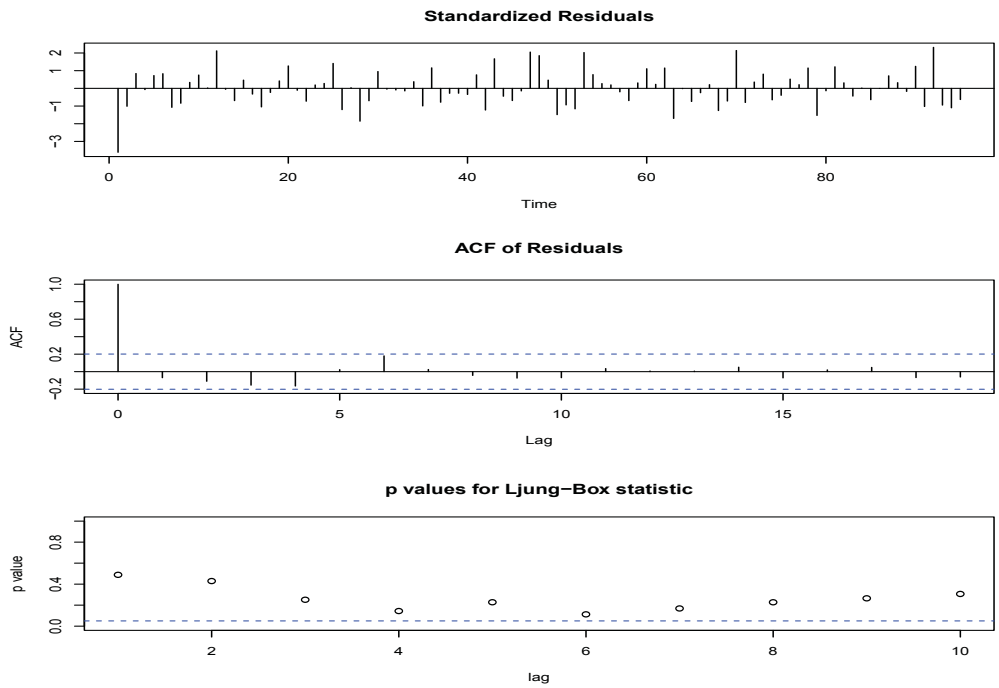 Standardized Residuals
2
1
-1
-3
0 20 40 60 80
Time
ACF of Residuals
ACF
1.0
0.6
0.2
-0.2
0 5 10 15
Lag
p values for Ljung−Box statistic
p value
0.8
0.4
0.0
2 4 6 8 10
lag